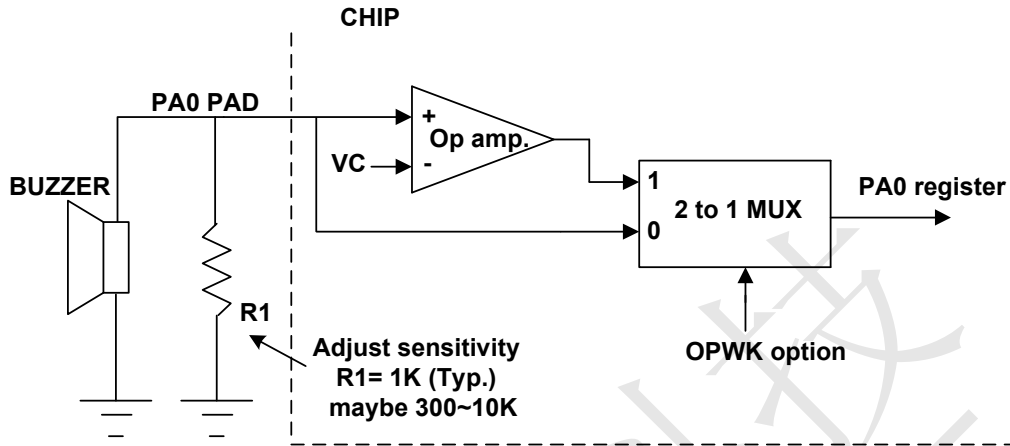 CHIP
PA0 PAD
+
Op amp.
VC
-
BUZZER
1
2 to 1 MUX
0
PA0 register
R1
OPWK option
Adjust sensitivity
R1= 1K (Typ.)
maybe 300~10K